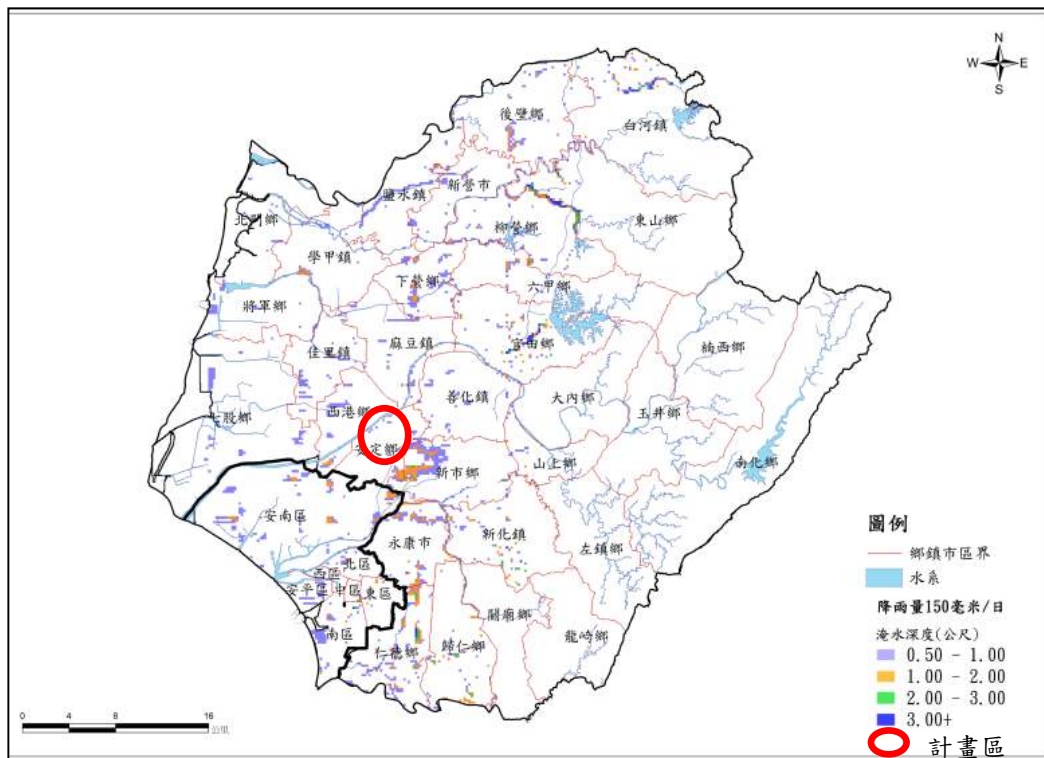 N
W E
S
後壁鄉
白河鎮
鹽水鎮
新營市
北門鄉
柳營鄉
東山鄉
學甲鎮
下營鄉
六甲鄉
將軍鄉
佳里鎮
麻豆鎮
官田鄉
楠西鄉
善化鎮
大內鄉
玉井鄉
七股鄉
西港鄉
安定鄉
新市鄉
山上鄉
南化鄉
安南區
永康市
新化鎮
左鎮鄉
北區
西區
安平區
中區
東區
南區
仁德鄉
歸仁鄉
關廟鄉
龍崎鄉
圖例
鄉鎮市區界
水系
降雨量150毫米/日
淹水深度(公尺)
0.50 - 1.00
1.00 - 2.00
2.00 - 3.00
3.00+
計畫區
0 4 8 16
公里